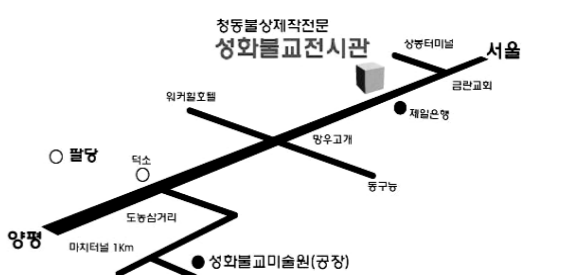 청동불상제작전문
성화불교전시관
상봉터미널
서울
금란교회
워커힐호텔
제일은행
망우고개
팔당
덕소
동구능
도농삼거리
양평
마치터널 1Km
성화불교미술원(공장)